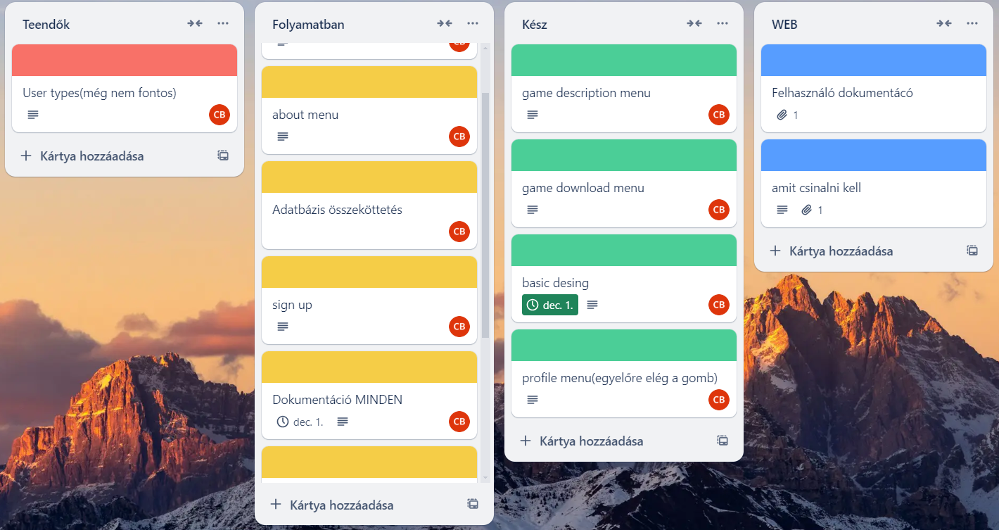 Teendők
User types(még nem fontos)
CB
Kártya hozzáadása
Folyamatban
CB
about menu
CB
Adatbázis összeköttetés
CB
sign up
CB
Dokumentáció MINDEN
dec. 1.
CB
Kártya hozzáadása
Kész
game description menu
CB
game download menu
CB
basic desing
dec. 1.
CB
profile menu(egyelőre elég a gomb)
CB
Kártya hozzáadása
WEB
Felhasználó dokumentácó
1
amit csinalni kell
1
Kártya hozzáadása